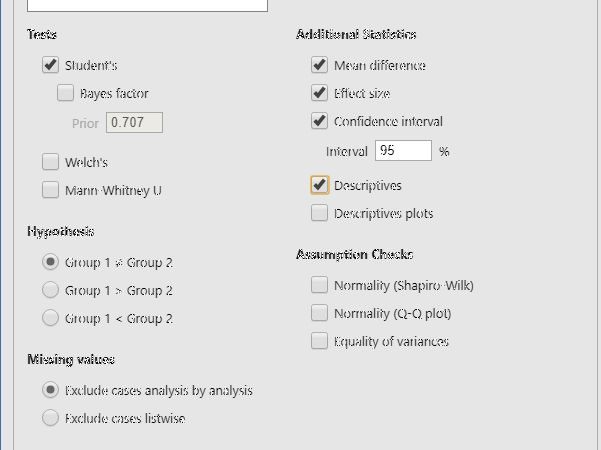 Tests
Student's
Bayes factor
Prior 0.707
Welch's
Mann-Whitney U
Hypothesis
Group 1 ≠ Group 2
Group 1 > Group 2
Group 1 < Group 2
Missing values
Exclude cases analysis by analysis
Exclude cases listwise
Additional Statistics
Mean difference
Effect size
Confidence interval
Interval 95 %
Descriptives
Descriptives plots
Assumption Checks
Normality (Shapiro-Wilk)
Normality (Q-Q plot)
Equality of variances